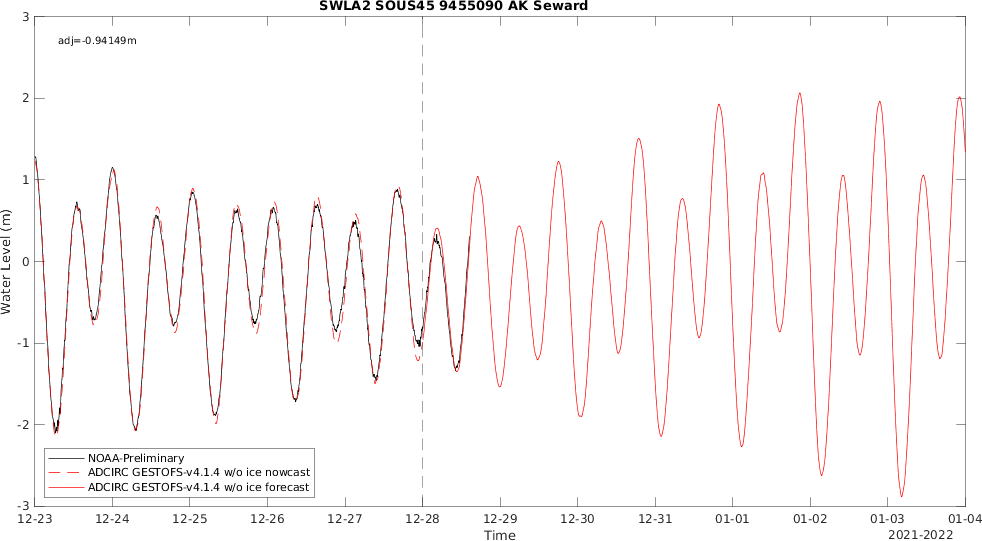 SWLA2 SOUS45 9455090 AK Seward
adj=-0.94149m
3
2
1
0
-1
-2
-3
Water Level (m)
NOAA-Preliminary
ADCIRC GESTOFS-v4.1.4 w/o ice nowcast
ADCIRC GESTOFS-v4.1.4 w/o ice forecast
12-23 12-24 12-25 12-26 12-27 12-28 12-29 12-30 12-31 01-01 01-02 01-03 01-04
Time
2021-2022